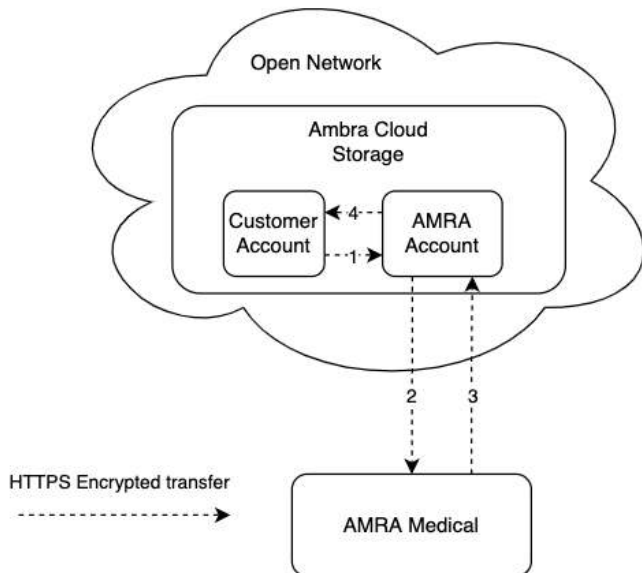 Open Network
Ambra Cloud
Storage
Customer
Account
4
1
AMRA
Account
2
3
HTTPS Encrypted transfer
AMRA Medical